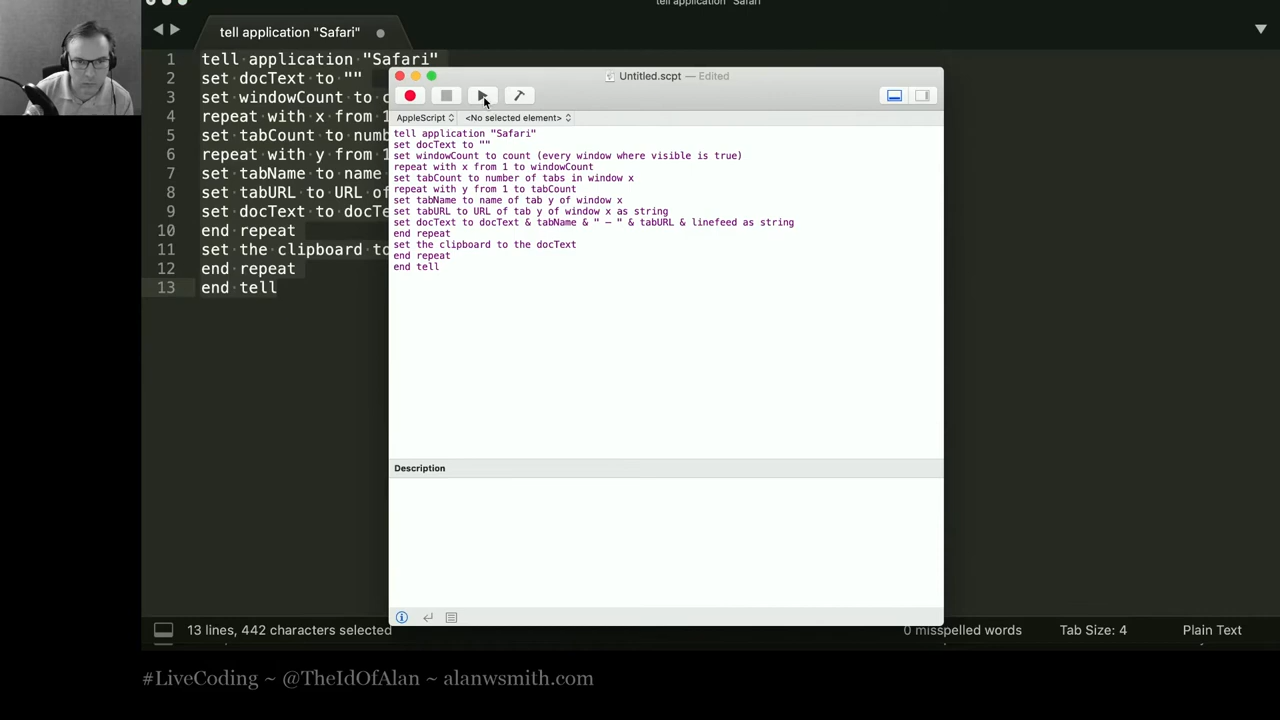 tell application "Safari"
tell application "Safari"
1 tell application "Safari"
2 set docText to ""
3 set windowCount to c
4 repeat with x from 1
5 set tabCount to numb
6 repeat with y from 1
7 set tabName to name
8 set tabURL to URL of
9 set docText to docTe
10 end repeat
11 set the clipboard to
12 end repeat
13 end tell
Untitled.scpt — Edited
AppleScript <No selected element>
tell application "Safari"
set docText to ""
set windowCount to count (every window where visible is true)
repeat with x from 1 to windowCount
set tabCount to number of tabs in window x
repeat with y from 1 to tabCount
set tabName to name of tab y of window x
set tabURL to URL of tab y of window x as string
set docText to docText & tabName & " — " & tabURL & linefeed as string
end repeat
set the clipboard to the docText
end repeat
end tell
Description
13 lines, 442 characters selected
0 misspelled words Tab Size: 4 Plain Text
#LiveCoding ~ @TheIdOfAlan ~ alanwsmith.com